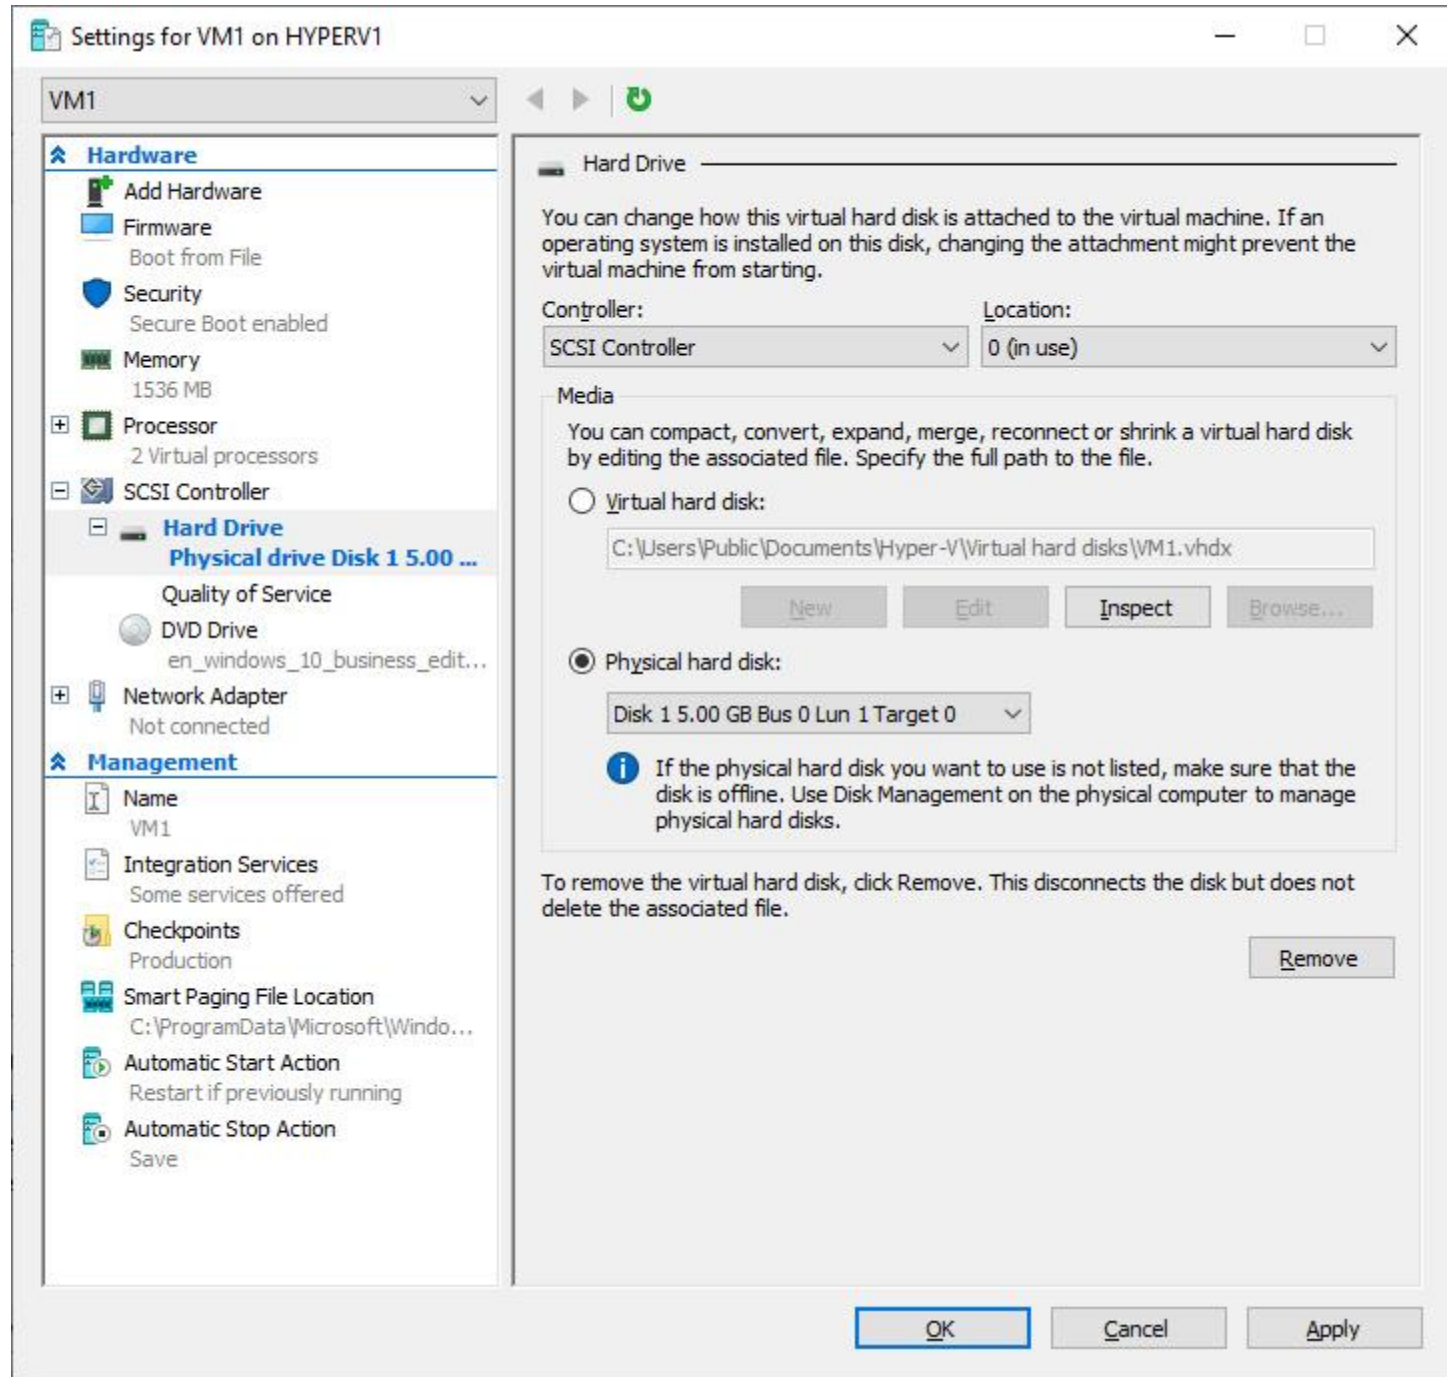 Settings for VM1 on HYPERV1
VM1
Hardware
Add Hardware
Firmware
Boot from File
Security
Secure Boot enabled
Memory
1536 MB
Processor
2 Virtual processors
SCSI Controller
Hard Drive
Physical drive Disk 1 5.00 ...
Quality of Service
DVD Drive
en_windows_10_business_edit...
Network Adapter
Not connected
Management
Name
VM1
Integration Services
Some services offered
Checkpoints
Production
Smart Paging File Location
C:\ProgramData\Microsoft\Windo...
Automatic Start Action
Restart if previously running
Automatic Stop Action
Save
Hard Drive
You can change how this virtual hard disk is attached to the virtual machine. If an
operating system is installed on this disk, changing the attachment might prevent the
virtual machine from starting.
Controller:
Location:
SCSI Controller
0 (in use)
Media
You can compact, convert, expand, merge, reconnect or shrink a virtual hard disk
by editing the associated file. Specify the full path to the file.
Virtual hard disk:
C:\Users\Public\Documents\Hyper-V\Virtual hard disks\VM1.vhdx
New
Edit
Inspect
Browse...
Physical hard disk:
Disk 1 5.00 GB Bus 0 Lun 1 Target 0
If the physical hard disk you want to use is not listed, make sure that the
disk is offline. Use Disk Management on the physical computer to manage
physical hard disks.
To remove the virtual hard disk, click Remove. This disconnects the disk but does not
delete the associated file.
Remove
OK
Cancel
Apply